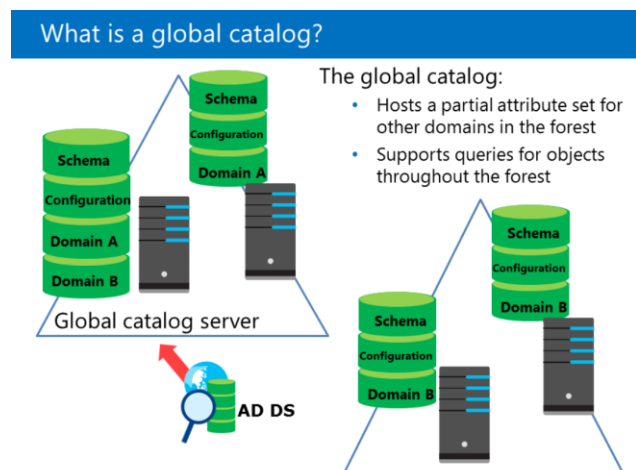 What is a global catalog?
The global catalog:
• Hosts a partial attribute set for
other domains in the forest
• Supports queries for objects
throughout the forest
Schema
Configuration
Domain A
Schema
Configuration
Domain A
Domain B
Global catalog server
AD DS
Schema
Configuration
Domain B
Schema
Configuration
Domain B